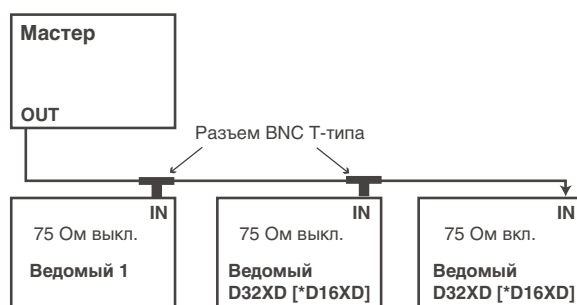 Мастер
OUT
Разъем BNC Т-типа
IN
75 Ом выкл.
Ведомый 1
IN
75 Ом выкл.
Ведомый
D32XD [*D16XD]
IN
75 Ом вкл.
Ведомый
D32XD [*D16XD]